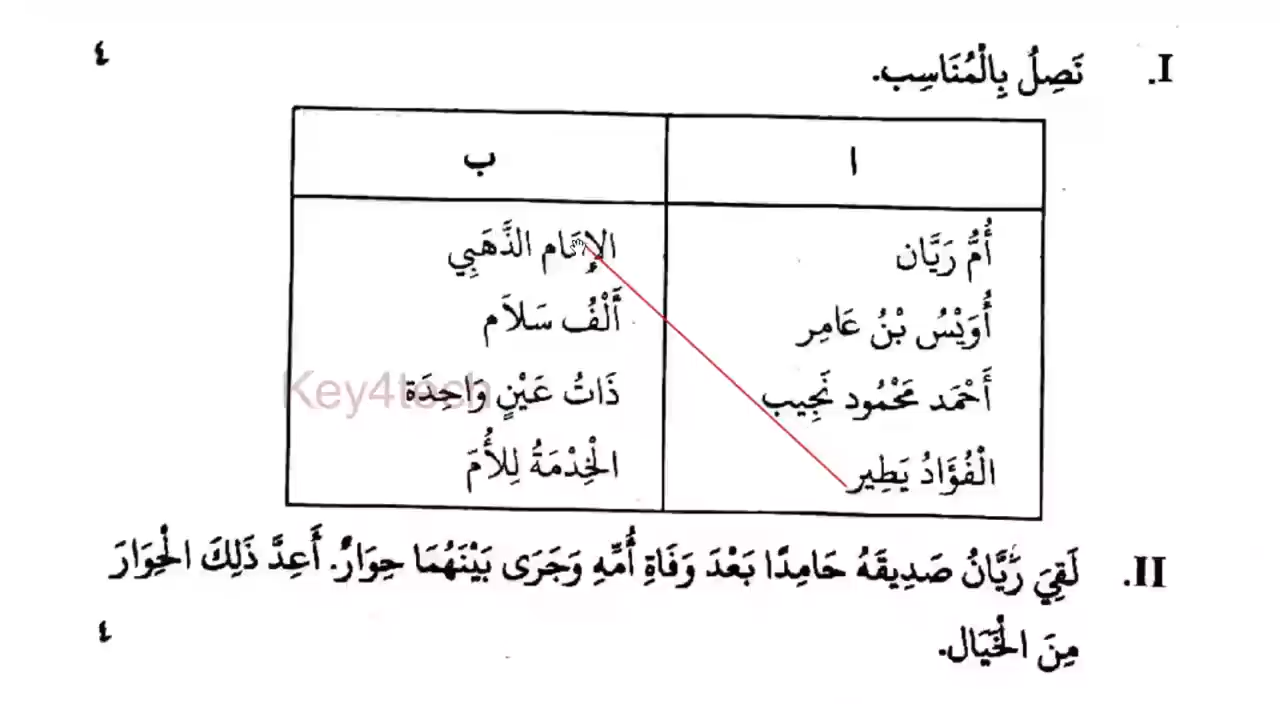 I. نَصِلُ بِالْمُنَاسِب.
٤
ا ب
أُمُّ رَيَّان الإِمَام الذَّهَبِي
أُوَيْسُ بْنُ عَامِر أَلْفُ سَلَام
أَحْمَد مَحْمُود نَجِيب ذَاتُ عَيْنٍ وَاحِدَة
الْفُؤَادُ يَطِير الْخِدْمَةُ لِلأُمّ
Key4tech
II. لَقِيَ رَيَّانُ صَدِيقَهُ حَامِدًا بَعْدَ وَفَاةِ أُمِّهِ وَجَرَى بَيْنَهُمَا حِوَارٌ. أَعِدَّ ذَلِكَ الْحِوَارَ
مِنَ الْخَيَال.
٤